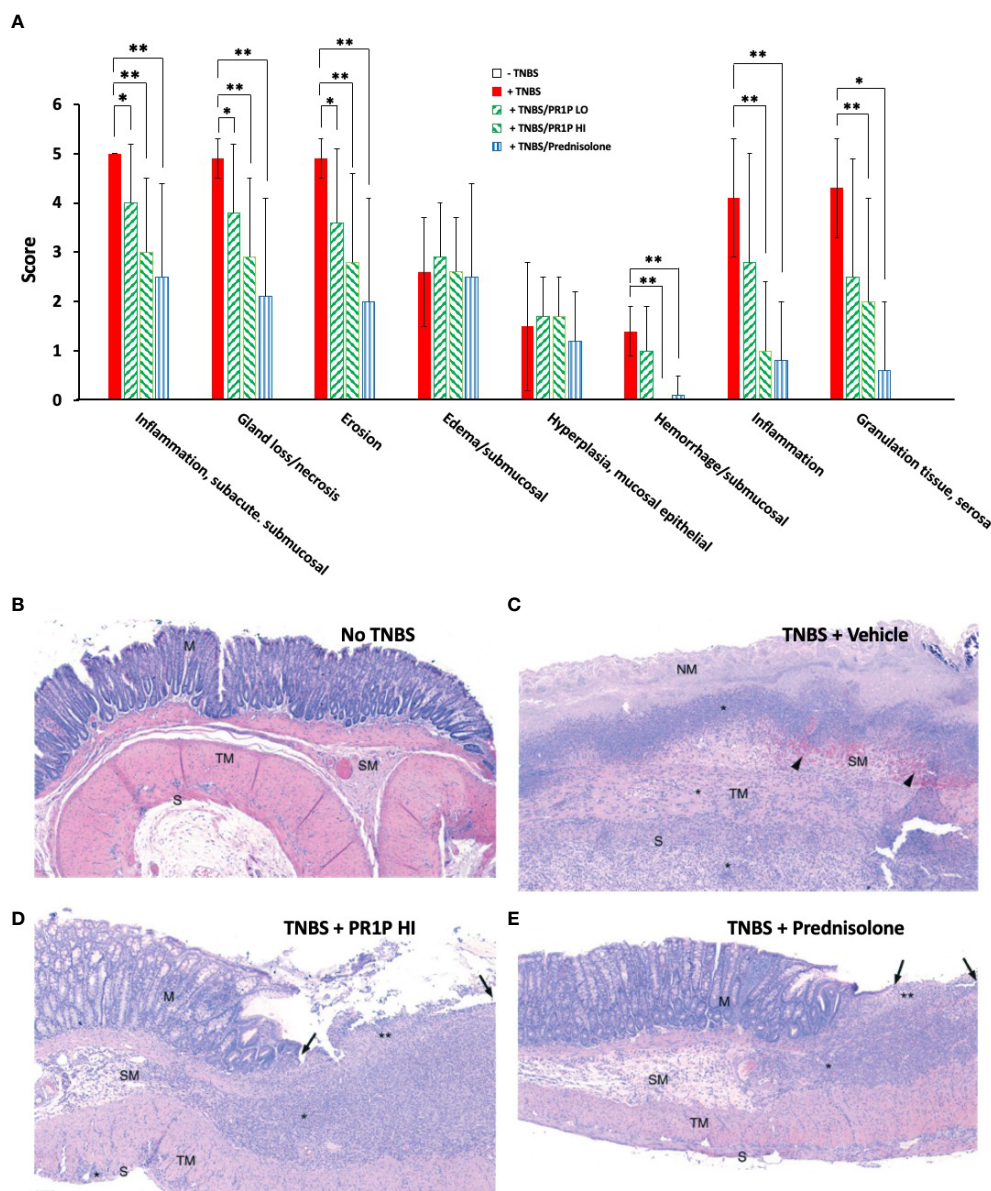 A
** ** ** ** *
** ** ** ** ** **
* * * **
- TNBS
+ TNBS
+ TNBS/PR1P LO
+ TNBS/PR1P HI
+ TNBS/Prednisolone
Score
6
5
4
3
2
1
0
Inflammation, subacute. submucosal
Gland loss/necrosis
Erosion
Edema/submucosal
Hyperplasia, mucosal epithelial
Hemorrhage/submucosal
Inflammation
Granulation tissue, serosa
B
No TNBS
M
TM
SM
S
C
TNBS + Vehicle
NM
*
SM
*
TM
S
*
D
TNBS + PR1P HI
M
**
SM
*
TM
*
S
E
TNBS + Prednisolone
**
M
*
SM
TM
S